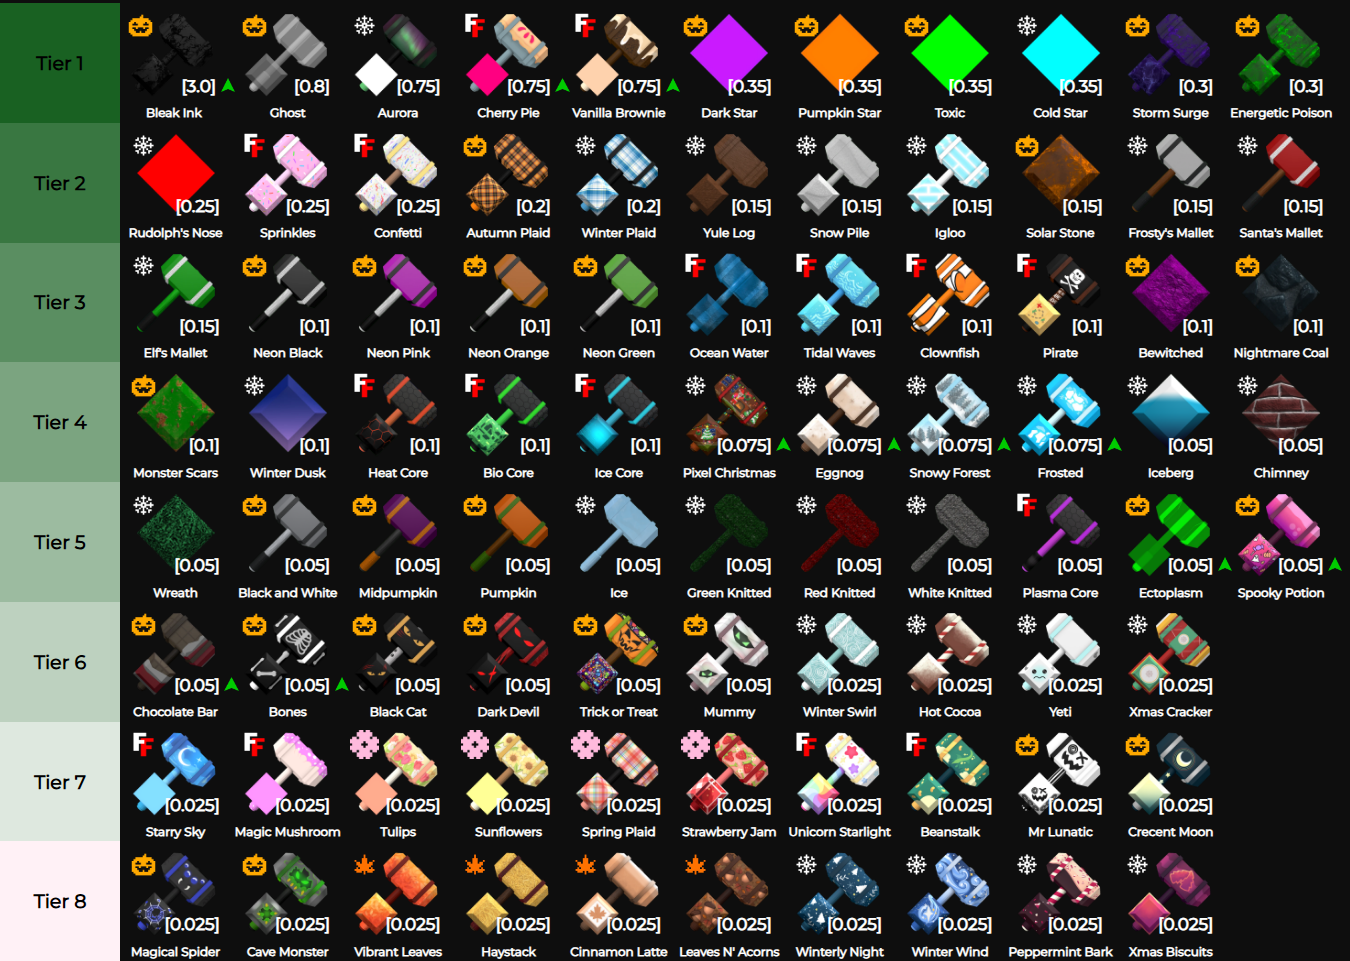 Tier 1
[3.0] [0.8] [0.75] [0.75] [0.75] [0.35] [0.35] [0.35] [0.35] [0.3] [0.3]
Bleak Ink Ghost Aurora Cherry Pie Vanilla Brownie Dark Star Pumpkin Star Toxic Cold Star Storm Surge Energetic Poison
Tier 2
[0.25] [0.25] [0.25] [0.2] [0.2] [0.15] [0.15] [0.15] [0.15] [0.15] [0.15]
Rudolph's Nose Sprinkles Confetti Autumn Plaid Winter Plaid Yule Log Snow Pile Igloo Solar Stone Frosty's Mallet Santa's Mallet
Tier 3
[0.15] [0.1] [0.1] [0.1] [0.1] [0.1] [0.1] [0.1] [0.1] [0.1] [0.1]
Elf's Mallet Neon Black Neon Pink Neon Orange Neon Green Ocean Water Tidal Waves Clownfish Pirate Bewitched Nightmare Coal
Tier 4
[0.1] [0.1] [0.1] [0.1] [0.1] [0.075] [0.075] [0.075] [0.075] [0.05] [0.05]
Monster Scars Winter Dusk Heat Core Bio Core Ice Core Pixel Christmas Eggnog Snowy Forest Frosted Iceberg Chimney
Tier 5
[0.05] [0.05] [0.05] [0.05] [0.05] [0.05] [0.05] [0.05] [0.05] [0.05] [0.05]
Wreath Black and White Midpumpkin Pumpkin Ice Green Knitted Red Knitted White Knitted Plasma Core Ectoplasm Spooky Potion
Tier 6
[0.05] [0.05] [0.05] [0.05] [0.05] [0.05] [0.025] [0.025] [0.025] [0.025]
Chocolate Bar Bones Black Cat Dark Devil Trick or Treat Mummy Winter Swirl Hot Cocoa Yeti Xmas Cracker
Tier 7
[0.025] [0.025] [0.025] [0.025] [0.025] [0.025] [0.025] [0.025] [0.025] [0.025]
Starry Sky Magic Mushroom Tulips Sunflowers Spring Plaid Strawberry Jam Unicorn Starlight Beanstalk Mr Lunatic Crecent Moon
Tier 8
[0.025] [0.025] [0.025] [0.025] [0.025] [0.025] [0.025] [0.025] [0.025] [0.025]
Magical Spider Cave Monster Vibrant Leaves Haystack Cinnamon Latte Leaves N' Acorns Winterly Night Winter Wind Peppermint Bark Xmas Biscuits